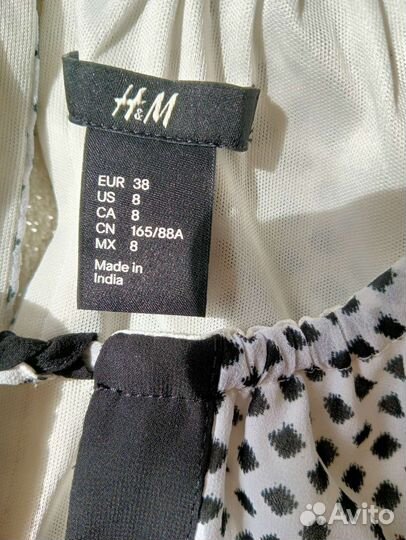 H&M
EUR 38
US 8
CA 8
CN 165/88A
MX 8
Made in
India
Avito